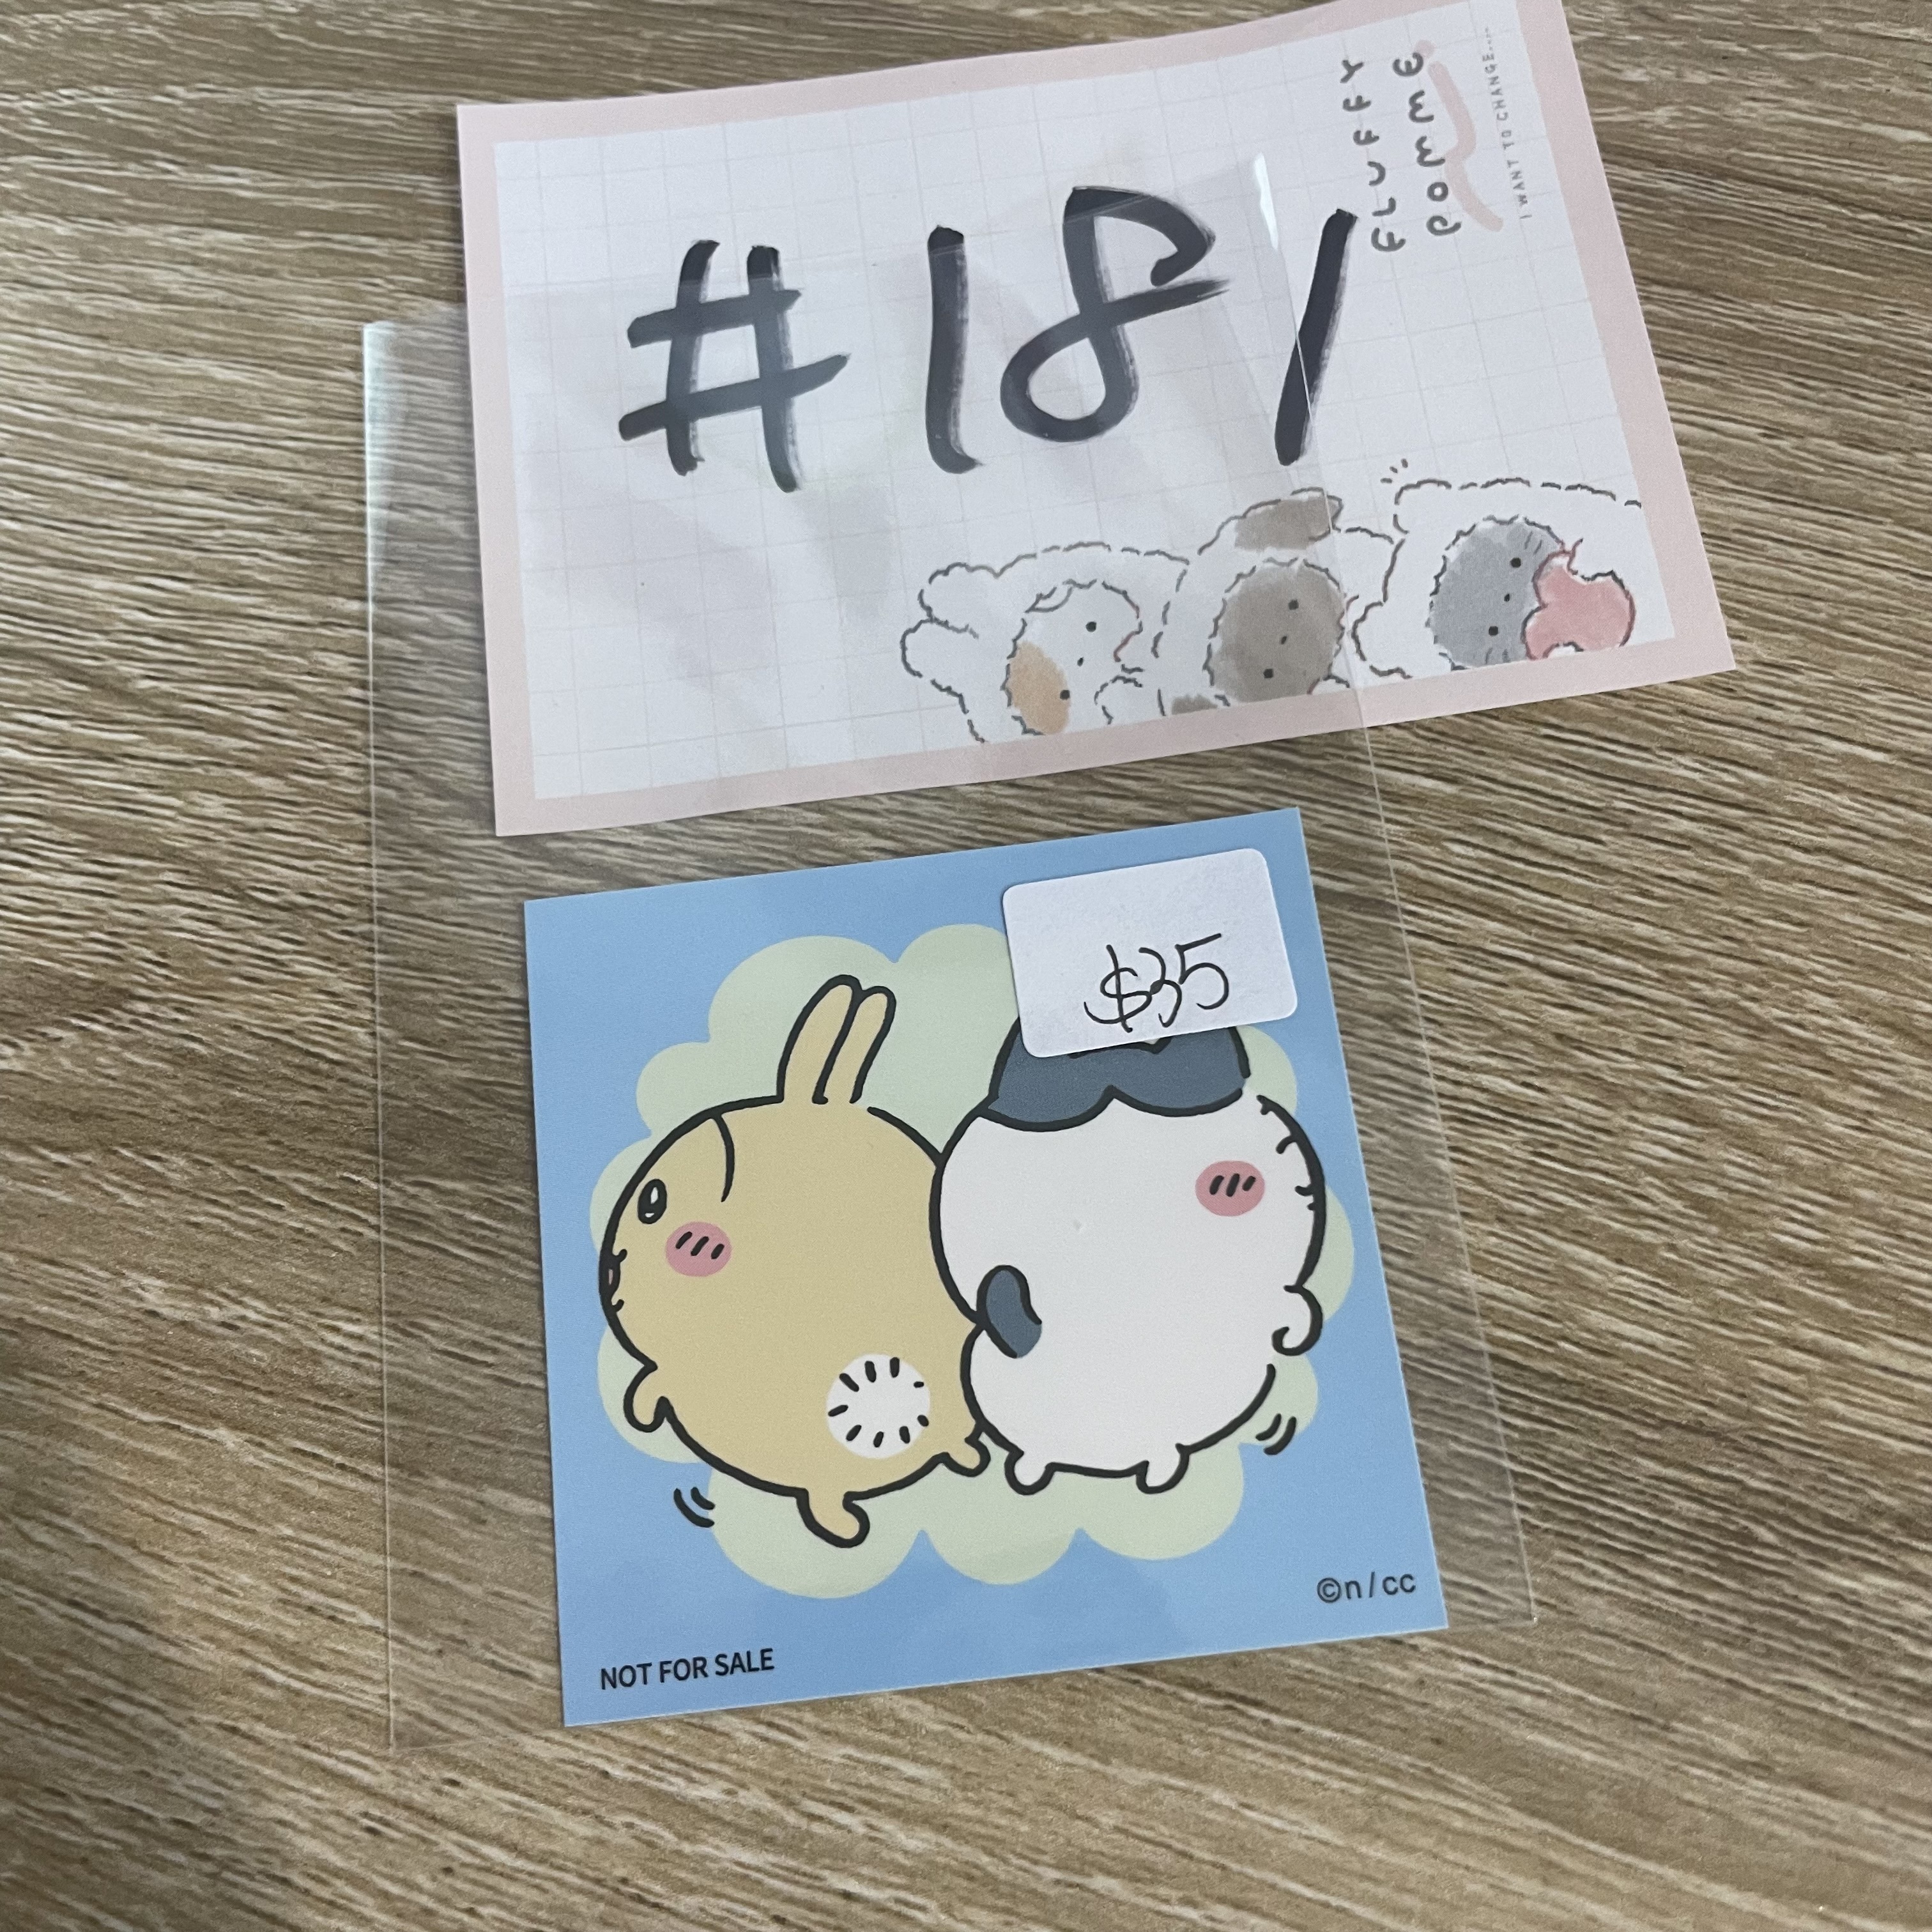 #181
FLUFFY
POMME
I WANT TO CHANGE....
$35
©n/cc
NOT FOR SALE